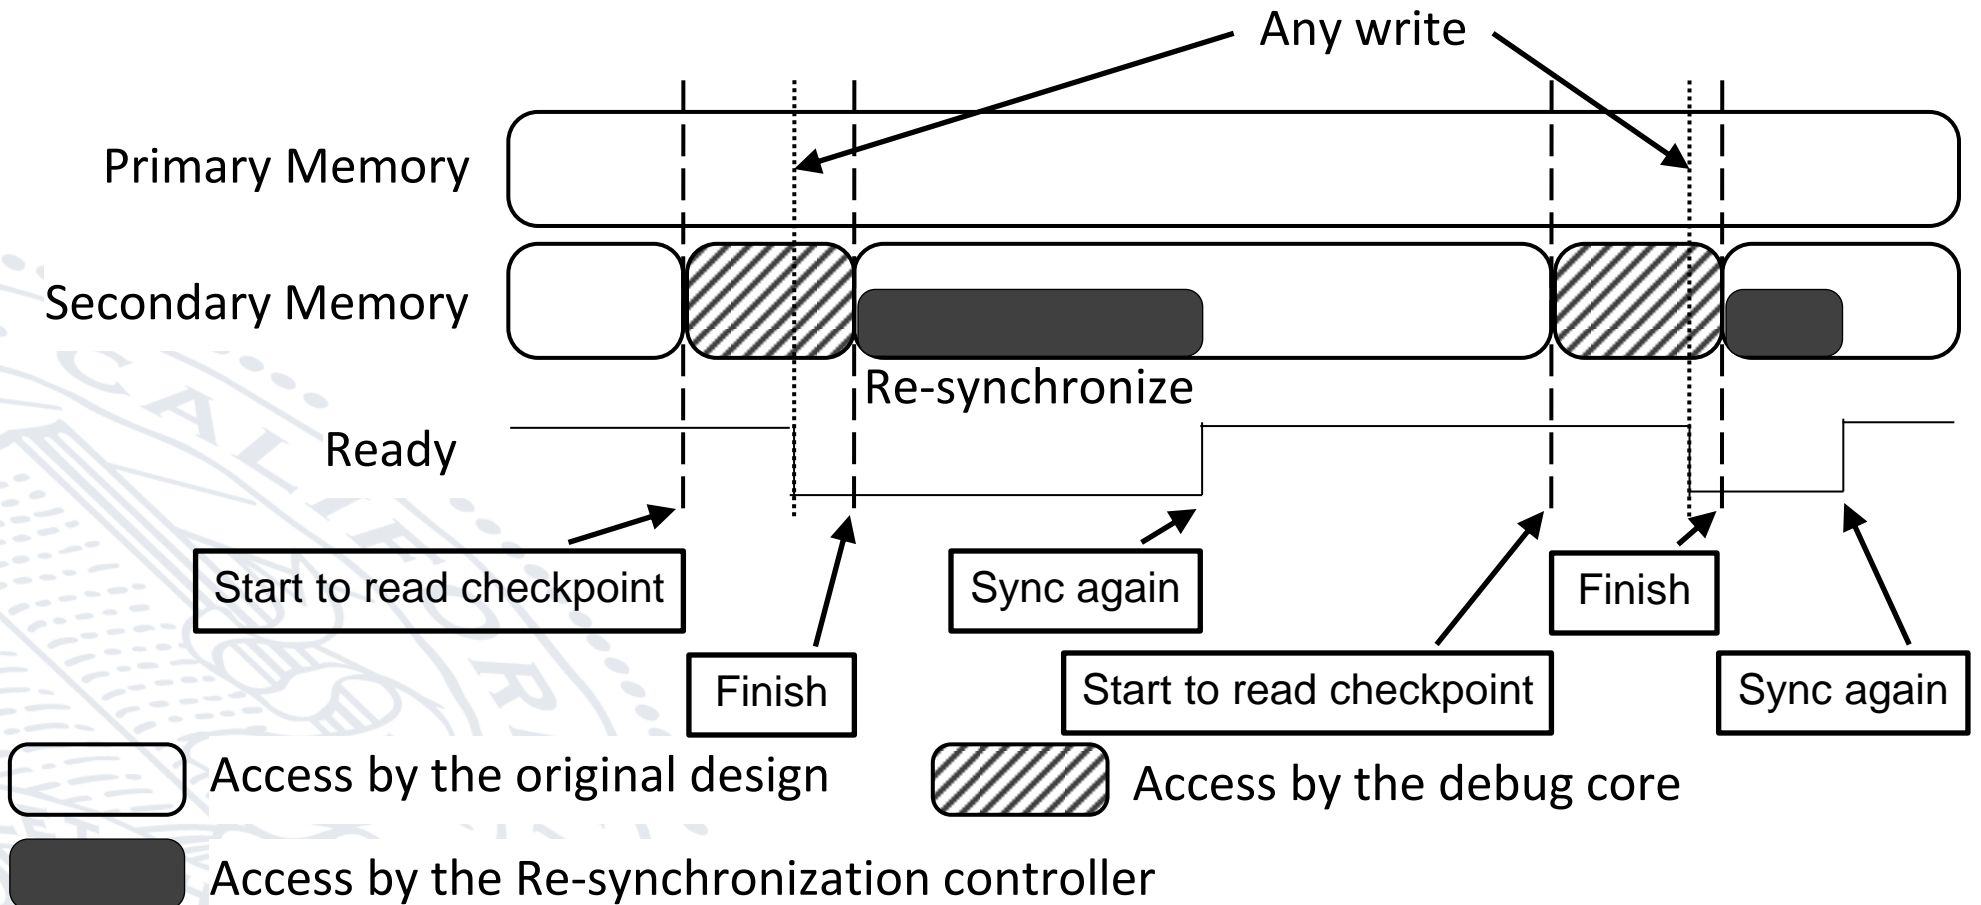 Any write
Primary Memory
Secondary Memory
Re-synchronize
Ready
Start to read checkpoint
Sync again
Finish
Finish
Start to read checkpoint
Sync again
Access by the original design
Access by the debug core
Access by the Re-synchronization controller
CALIFOR